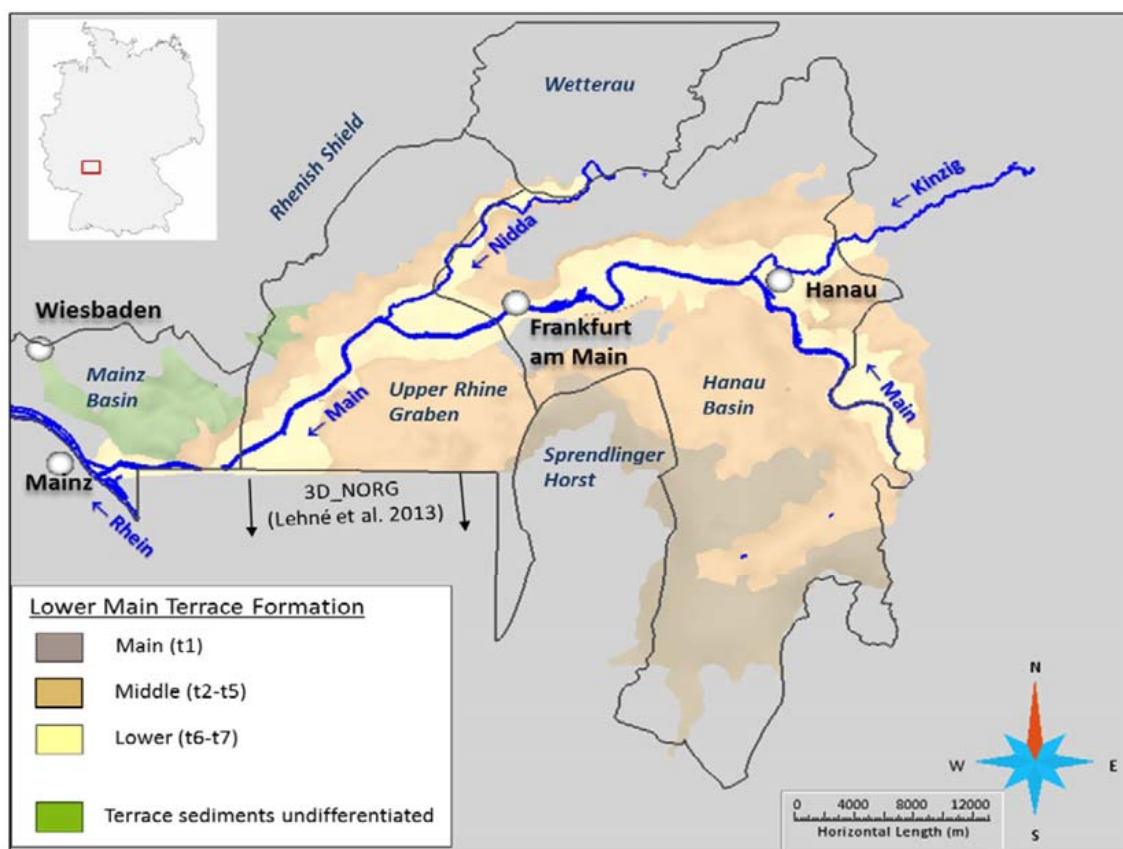 Wetterau
Rhenish Shield
← Kinzig
← Nidda
Wiesbaden
Hanau
Frankfurt
am Main
Mainz
Basin
← Main
Upper Rhine
Graben
Hanau
Basin
← Main
Sprendlinger
Horst
Mainz
← Rhein
3D_NORG
(Lehné et al. 2013)
Lower Main Terrace Formation
Main (t1)
Middle (t2-t5)
Lower (t6-t7)
Terrace sediments undifferentiated
N
W
E
S
0 4000 8000 12000
Horizontal Length (m)